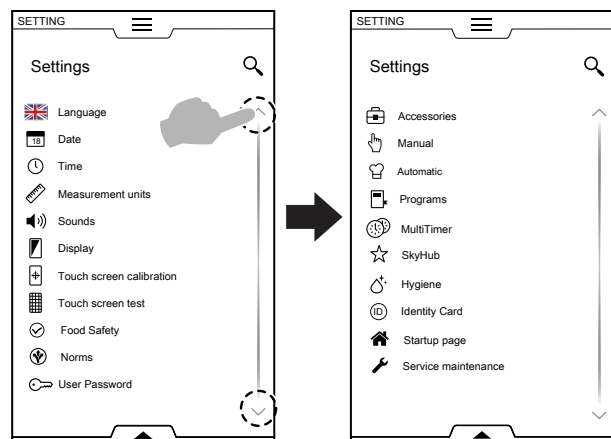 SETTING
Settings
Language
18 Date
Time
Measurement units
Sounds
Display
Touch screen calibration
Touch screen test
Food Safety
Norms
User Password
SETTING
Settings
Accessories
Manual
Automatic
Programs
MultiTimer
SkyHub
Hygiene
ID Identity Card
Startup page
Service maintenance